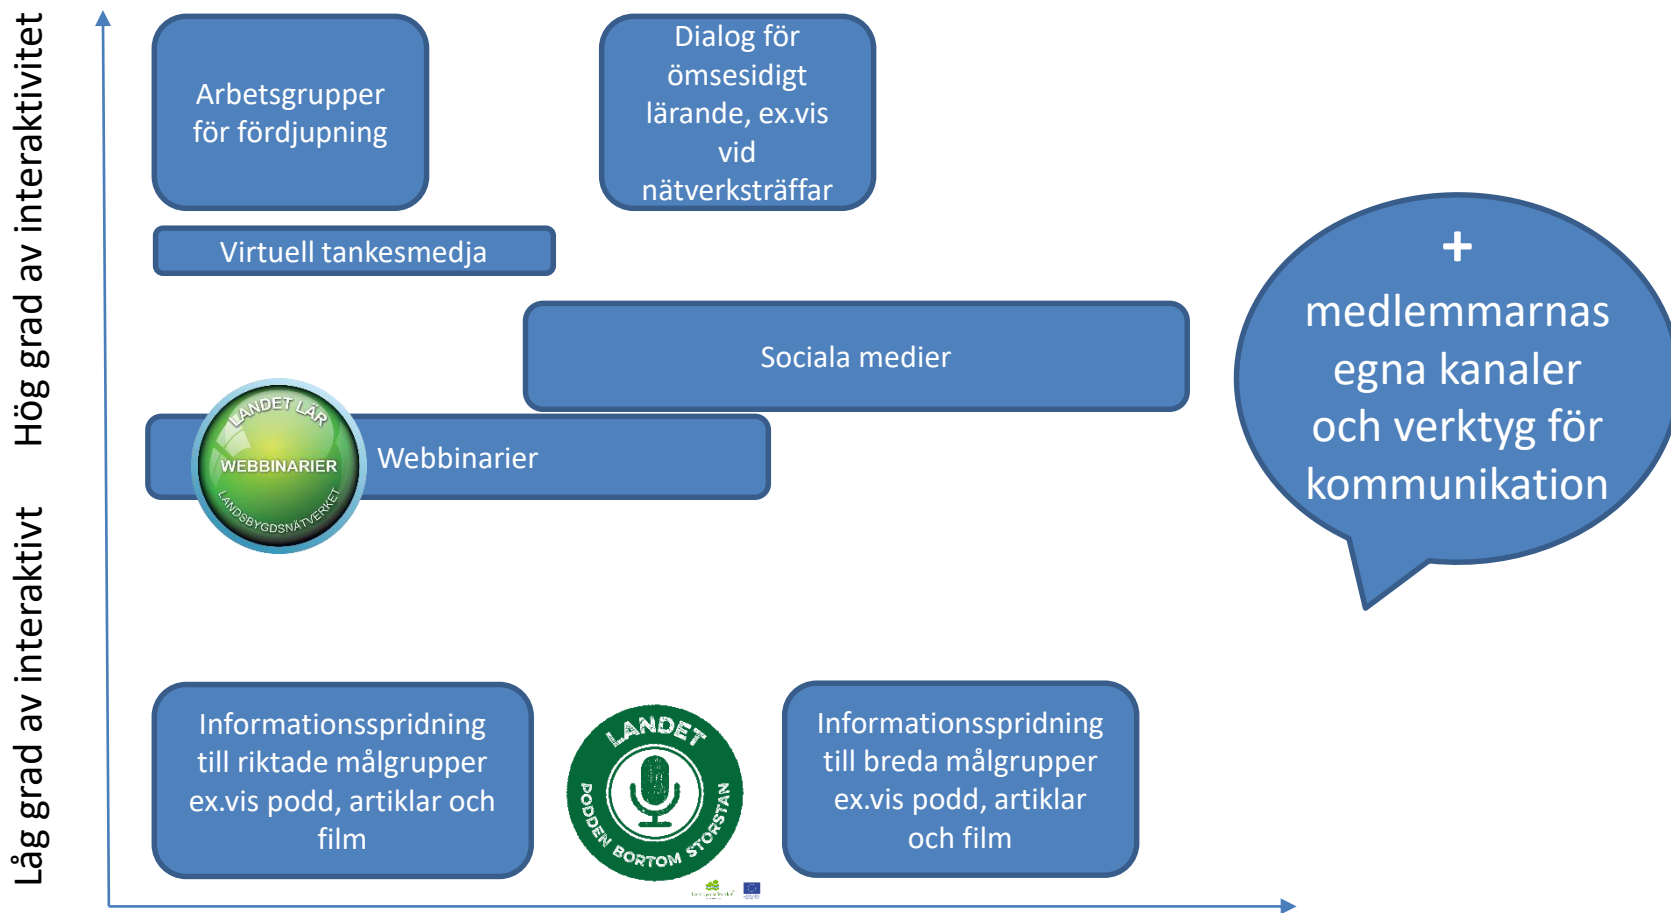 Hög grad av interaktivitet
Låg grad av interaktivt
Arbetsgrupper
för fördjupning
Dialog för
ömsesidigt
lärande, ex.vis
vid
nätverksträffar
Virtuell tankesmedja
Sociala medier
LANDET LÄR
WEBBINARIER
LANDSBYGDSNÄTVERKET
Webbinarier
+
medlemmarnas
egna kanaler
och verktyg för
kommunikation
Informationsspridning
till riktade målgrupper
ex.vis podd, artiklar och
film
LANDET
PODDEN BORTOM STORSTAN
Informationsspridning
till breda målgrupper
ex.vis podd, artiklar
och film